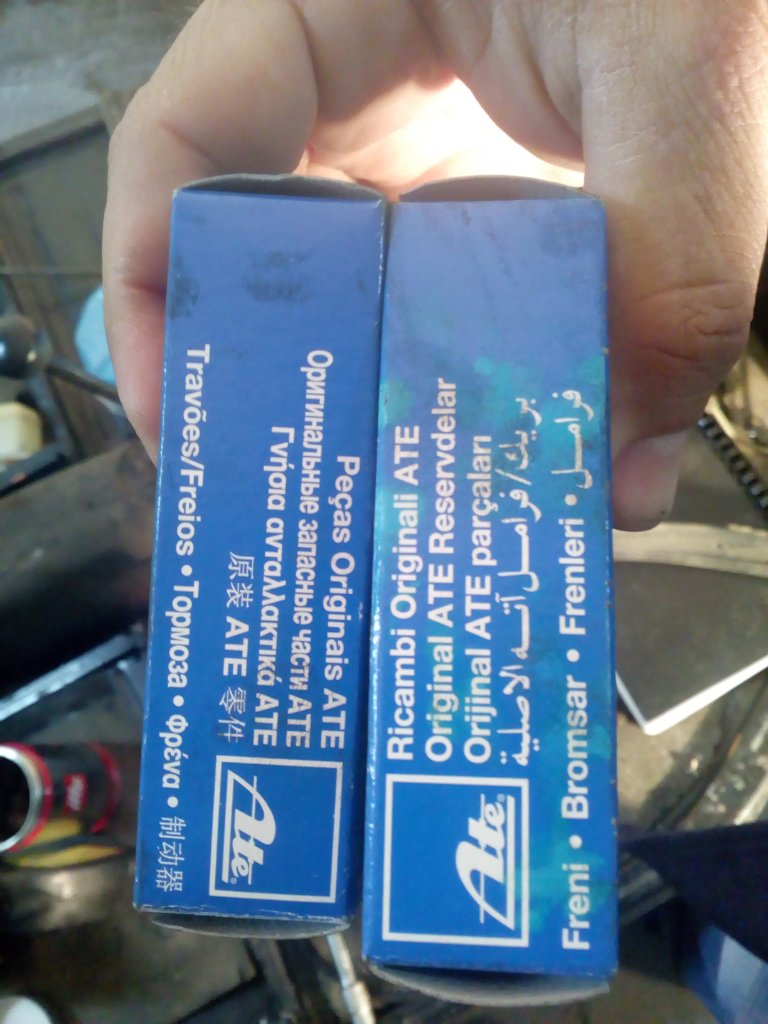 Peças Originais ATE
Оригинальные запасные части ATE
Γνήσια ανταλλακτικά ATE
原装 ATE 零件
Ate®
Travões/Freios • Тормоза • Φρένα • 制动器
Ricambi Originali ATE
Original ATE Reservdelar
Orijinal ATE parçaları
بريك/فرامل آته الاصلية
Ate®
Freni • Bromsar • Frenleri • فرامل